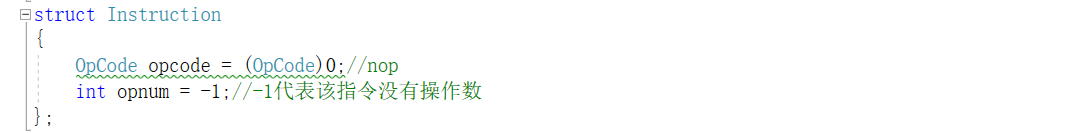 struct Instruction
{
    OpCode opcode = (OpCode)0;//nop
    int opnum = -1;//-1代表该指令没有操作数
};